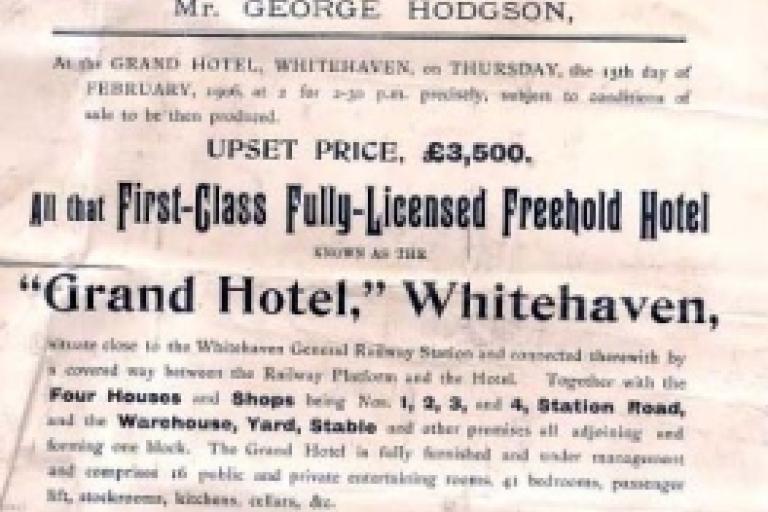 Mr. GEORGE HODGSON,
At the GRAND HOTEL, WHITEHAVEN, on THURSDAY, the 15th day of
FEBRUARY, 1906, at 2 for 2-30 p.m. precisely, subject to conditions of
sale to be then produced.
UPSET PRICE, £3,500.
All that First-Class Fully-Licensed Freehold Hotel
KNOWN AS THE
“Grand Hotel,” Whitehaven,
situate close to the Whitehaven General Railway Station and connected therewith by
a covered way between the Railway Platform and the Hotel. Together with the
Four Houses and Shops being Nos. 1, 2, 3, and 4, Station Road,
and the Warehouse, Yard, Stable and other premises all adjoining and
forming one block. The Grand Hotel is fully furnished and under management
and comprises 16 public and private entertaining rooms, 41 bedrooms, passenger
lift, stockrooms, kitchens, cellars, &c.